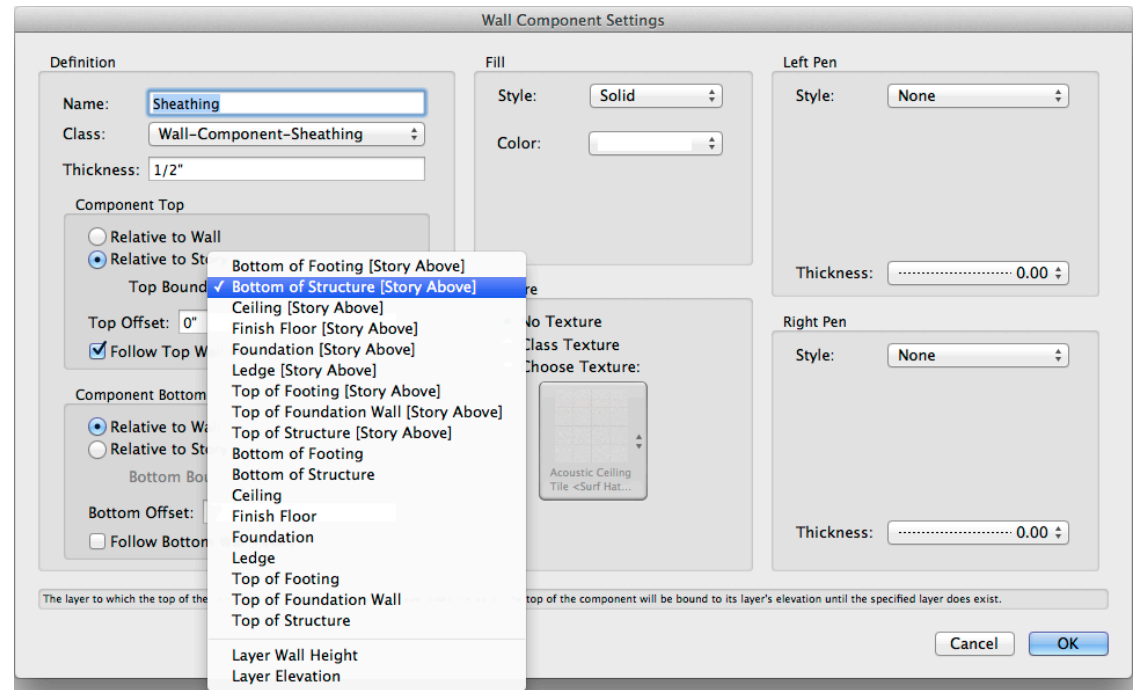 Wall Component Settings
Definition
Name: Sheathing
Class: Wall-Component-Sheathing
Thickness: 1/2"
Component Top
Relative to Wall
Relative to
Top Bound
Top Offset: 0"
Follow Top
Component Bottom
Relative to
Relative to
Bottom
Bottom Offset:
Follow Bottom
Bottom of Footing [Story Above]
✓ Bottom of Structure [Story Above]
Ceiling [Story Above]
Finish Floor [Story Above]
Foundation [Story Above]
Ledge [Story Above]
Top of Footing [Story Above]
Top of Foundation Wall [Story Above]
Top of Structure [Story Above]
Bottom of Footing
Bottom of Structure
Ceiling
Finish Floor
Foundation
Ledge
Top of Footing
Top of Foundation Wall
Top of Structure
Layer Wall Height
Layer Elevation
Fill
Style: Solid
Color:
No Texture
Class Texture
Choose Texture:
Acoustic Ceiling
Tile <Surf Hat...
Left Pen
Style: None
Thickness: 0.00
Right Pen
Style: None
Thickness: 0.00
The layer to which the top of the
top of the component will be bound to its layer's elevation until the specified layer does exist.
Cancel
OK